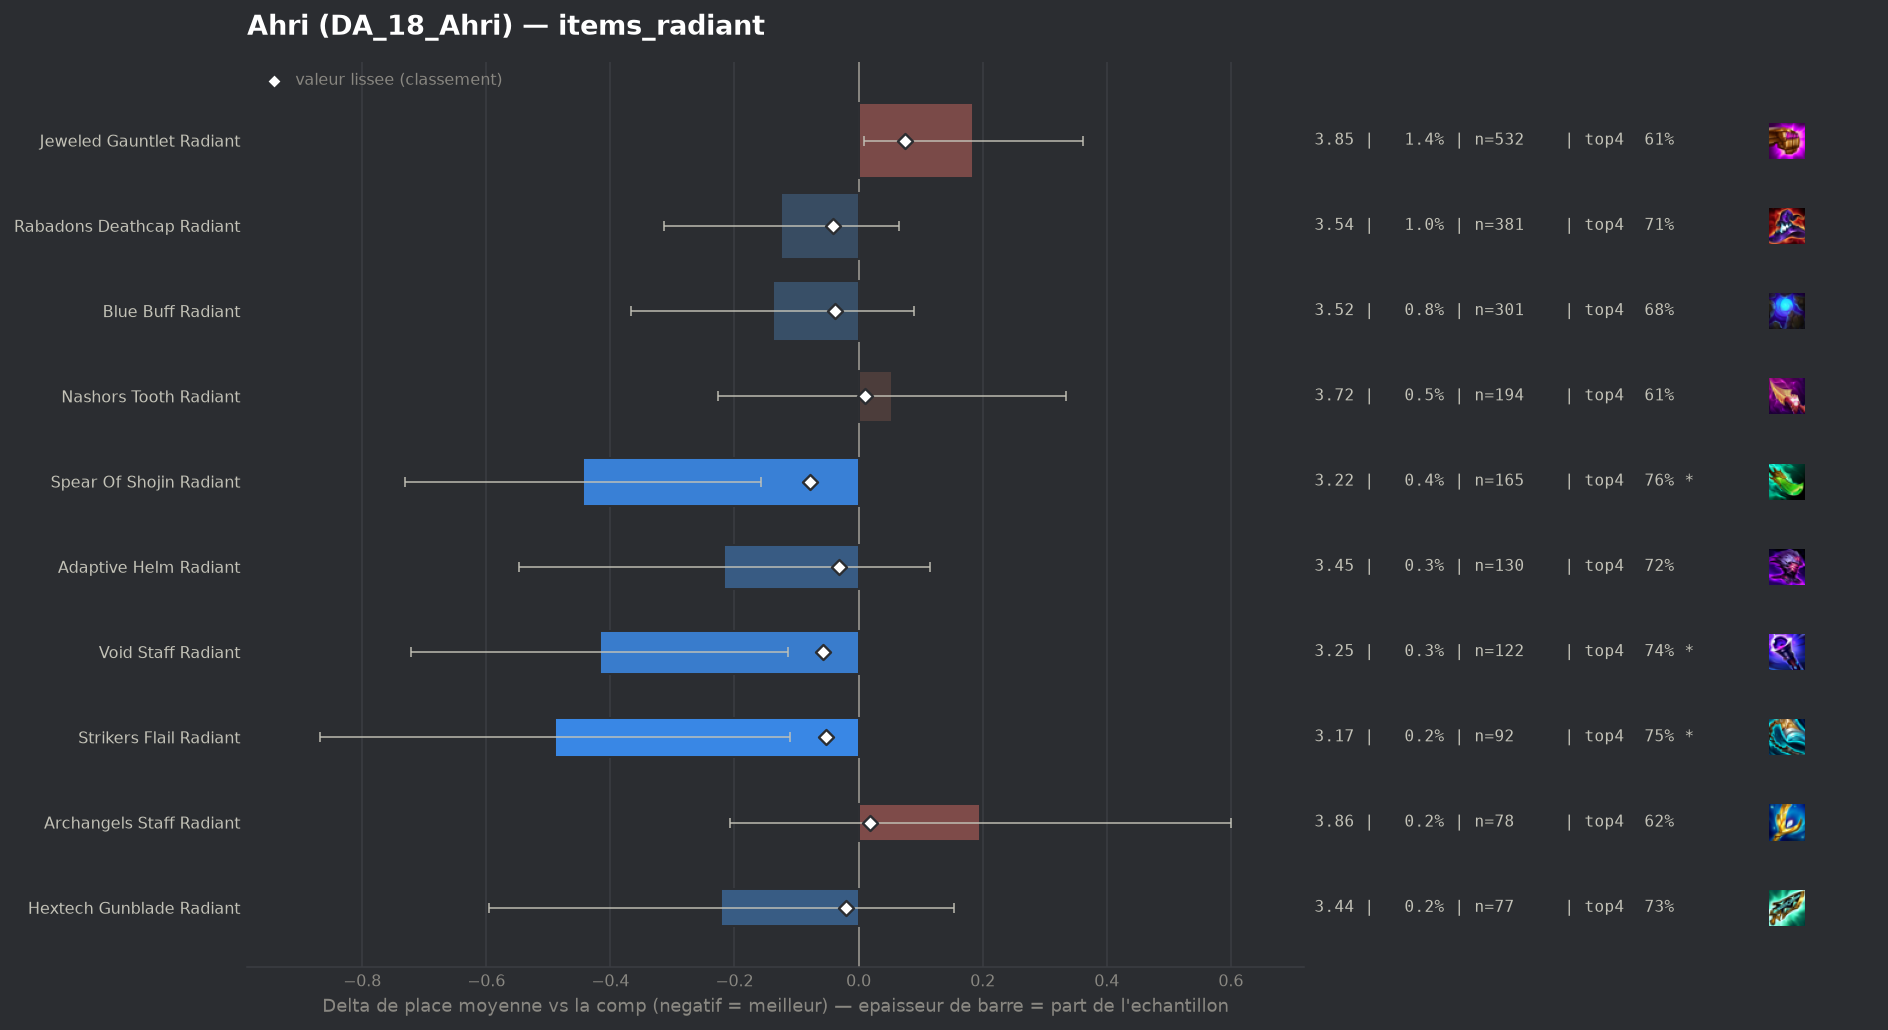 Ahri (DA_18_Ahri) — items_radiant
valeur lissee (classement)
Jeweled Gauntlet Radiant 3.85 | 1.4% | n=532 | top4 61%
Rabadons Deathcap Radiant 3.54 | 1.0% | n=381 | top4 71%
Blue Buff Radiant 3.52 | 0.8% | n=301 | top4 68%
Nashors Tooth Radiant 3.72 | 0.5% | n=194 | top4 61%
Spear Of Shojin Radiant 3.22 | 0.4% | n=165 | top4 76% *
Adaptive Helm Radiant 3.45 | 0.3% | n=130 | top4 72%
Void Staff Radiant 3.25 | 0.3% | n=122 | top4 74% *
Strikers Flail Radiant 3.17 | 0.2% | n=92 | top4 75% *
Archangels Staff Radiant 3.86 | 0.2% | n=78 | top4 62%
Hextech Gunblade Radiant 3.44 | 0.2% | n=77 | top4 73%
−0.8 −0.6 −0.4 −0.2 0.0 0.2 0.4 0.6
Delta de place moyenne vs la comp (negatif = meilleur) — epaisseur de barre = part de l'echantillon